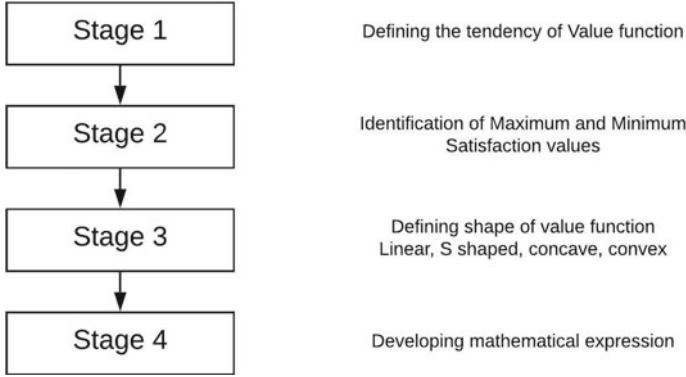 Stage 1
Defining the tendency of Value function
Stage 2
Identification of Maximum and Minimum
Satisfaction values
Stage 3
Defining shape of value function
Linear, S shaped, concave, convex
Stage 4
Developing mathematical expression